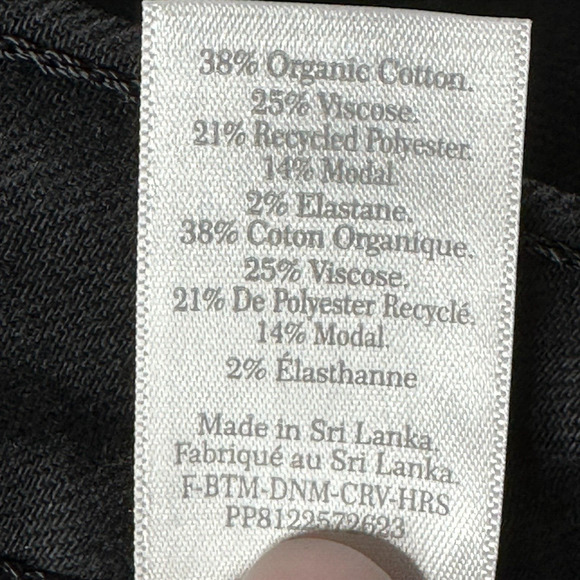 38% Organic Cotton.
25% Viscose.
21% Recycled Polyester.
14% Modal
2% Elastane.
38% Coton Organique.
25% Viscose.
21% De Polyester Recyclé.
14% Modal.
2% Élasthanne
Made in Sri Lanka.
Fabriqué au Sri Lanka.
F-BTM-DNM-CRV-HRS
PP8122572623